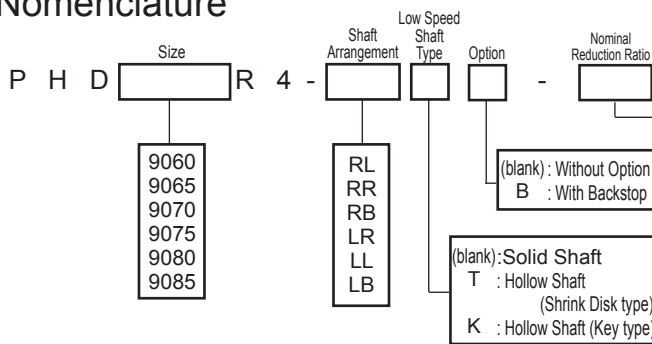 Nomenclature
Low Speed
Shaft
Type
Shaft
Arrangement
Size
Option
Nominal
Reduction Ratio
P H D R 4 - -
9060
9065
9070
9075
9080
9085
RL
RR
RB
LR
LL
LB
(blank) : Without Option
B : With Backstop
(blank):Solid Shaft
T : Hollow Shaft
(Shrink Disk type)
K : Hollow Shaft (Key type)